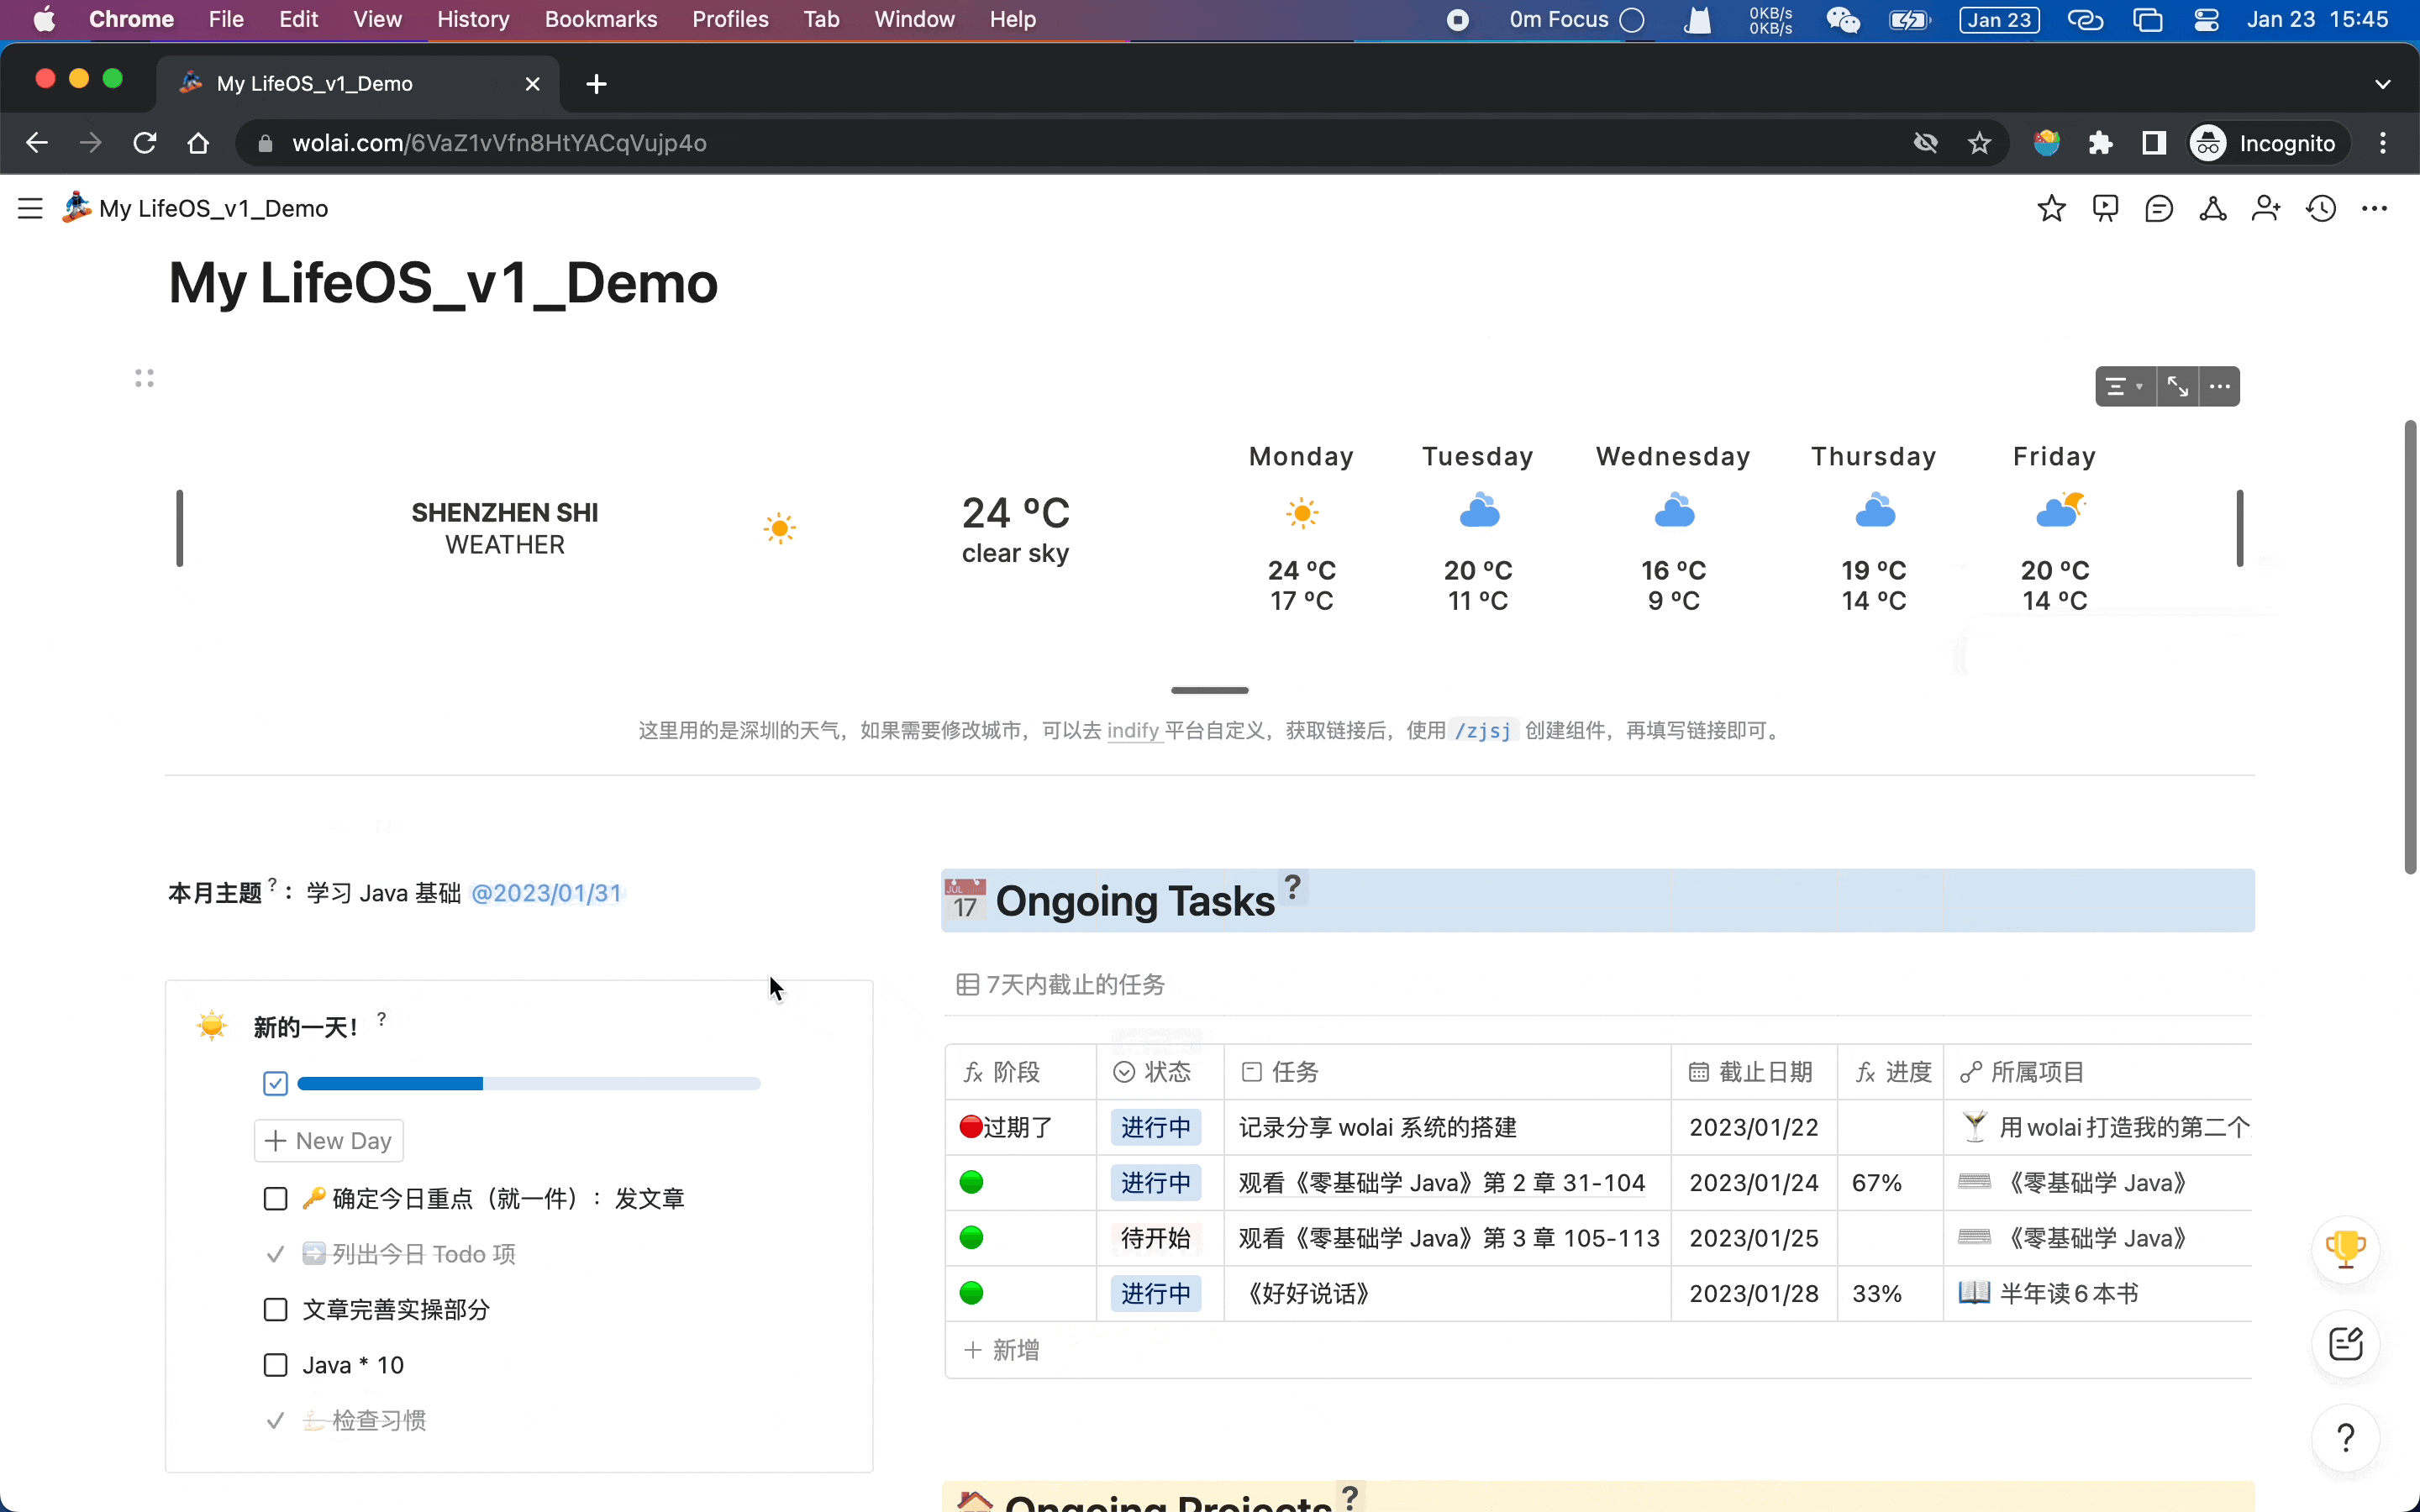 Chrome File Edit View History Bookmarks Profiles Tab Window Help 0m Focus 0KB/s 0KB/s Jan 23 Jan 23 15:45
My LifeOS_v1_Demo
wolai.com/6VaZ1vVfn8HtYACqVujp4o Incognito
My LifeOS_v1_Demo
My LifeOS_v1_Demo
SHENZHEN SHI
WEATHER
24 ºC
clear sky
Monday Tuesday Wednesday Thursday Friday
24 ºC 20 ºC 16 ºC 19 ºC 20 ºC
17 ºC 11 ºC 9 ºC 14 ºC 14 ºC
这里用的是深圳的天气，如果需要修改城市，可以去 indify 平台自定义，获取链接后，使用 /zjsj 创建组件，再填写链接即可。
本月主题?：学习 Java 基础 @2023/01/31
新的一天！?
+ New Day
确定今日重点（就一件）：发文章
列出今日 Todo 项
文章完善实操部分
Java * 10
检查习惯
JUL 17 Ongoing Tasks ?
7天内截止的任务
fx 阶段 状态 任务 截止日期 fx 进度 所属项目
过期了 进行中 记录分享 wolai 系统的搭建 2023/01/22 用 wolai 打造我的第二个
进行中 观看《零基础学 Java》第 2 章 31-104 2023/01/24 67% 《零基础学 Java》
待开始 观看《零基础学 Java》第 3 章 105-113 2023/01/25 《零基础学 Java》
进行中 《好好说话》 2023/01/28 33% 半年读 6 本书
+ 新增
Ongoing Projects ?
?